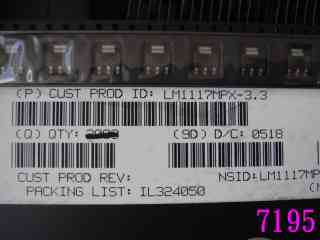 (P) CUST PROD ID: LM1117MPX-3.3
(Q) QTY:
(9D) D/C: 0518
CUST PROD REV:
NSID:LM1117MP
PACKING LIST: IL324050
7195